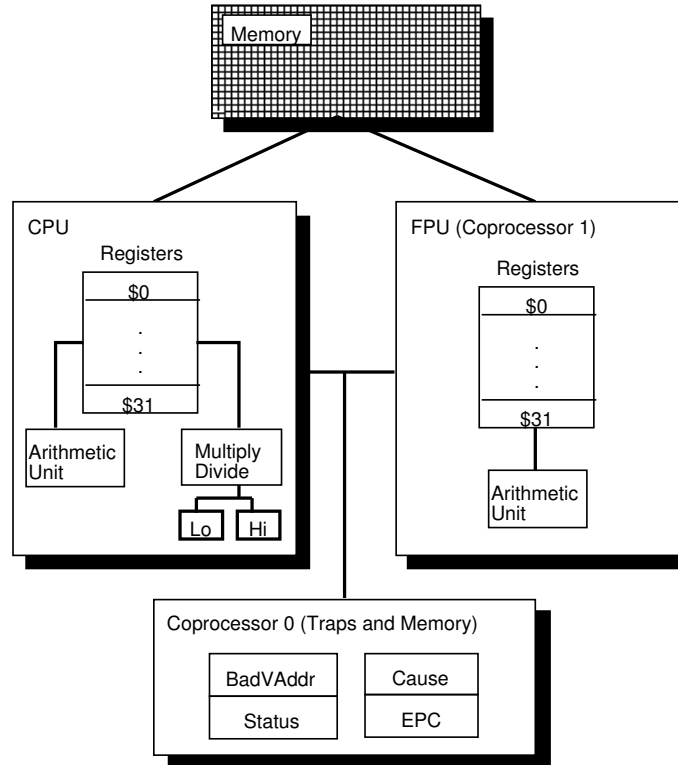 Memory
CPU
Registers
$0
.
.
.
$31
Arithmetic
Unit
Multiply
Divide
Lo
Hi
FPU (Coprocessor 1)
Registers
$0
.
.
.
$31
Arithmetic
Unit
Coprocessor 0 (Traps and Memory)
BadVAddr
Cause
Status
EPC